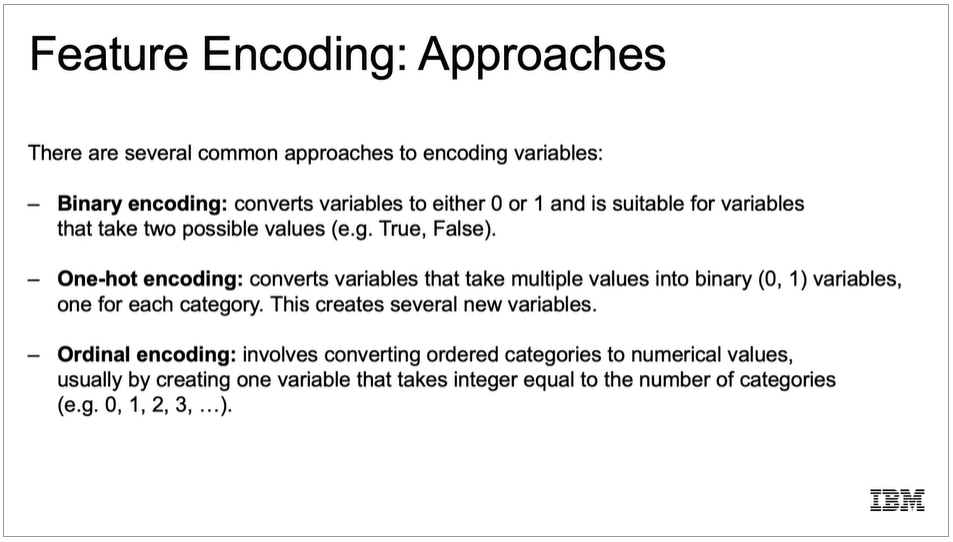 Feature Encoding: Approaches
There are several common approaches to encoding variables:
– Binary encoding: converts variables to either 0 or 1 and is suitable for variables
that take two possible values (e.g. True, False).
– One-hot encoding: converts variables that take multiple values into binary (0, 1) variables,
one for each category. This creates several new variables.
– Ordinal encoding: involves converting ordered categories to numerical values,
usually by creating one variable that takes integer equal to the number of categories
(e.g. 0, 1, 2, 3, …).
IBM